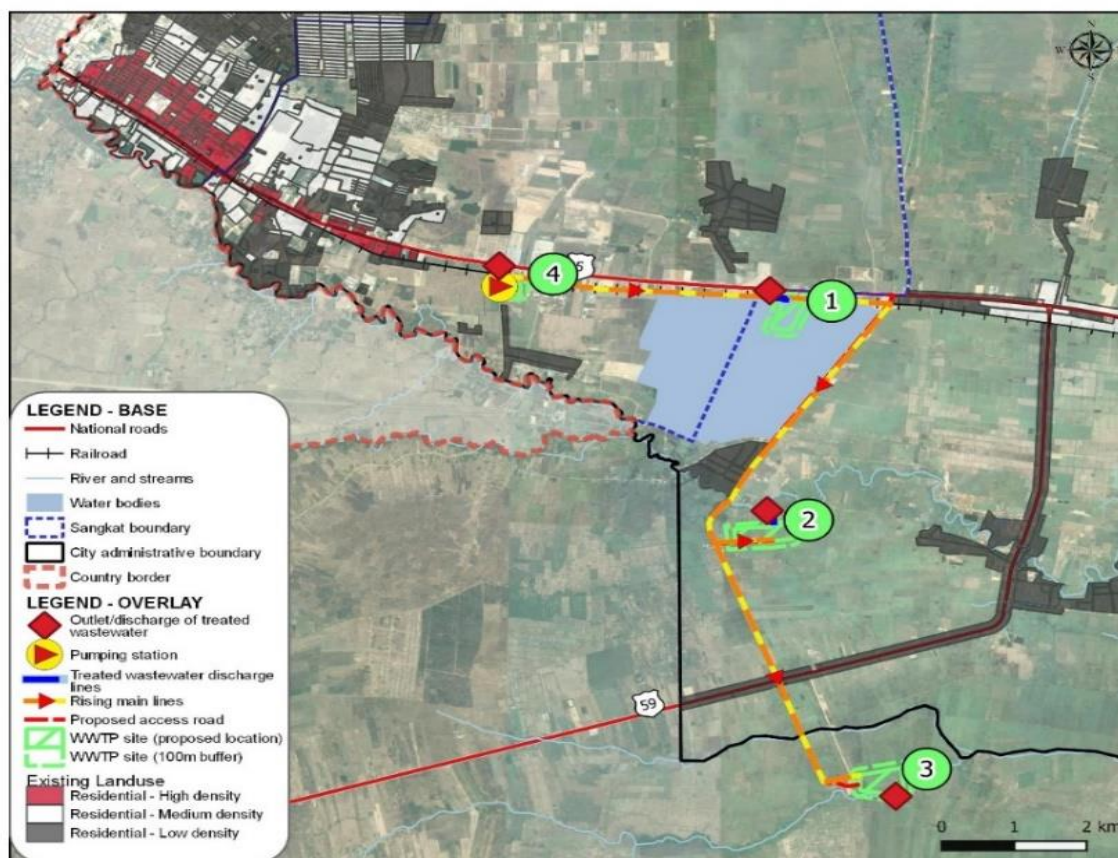 N
W
E
S
4
5
1
2
59
3
LEGEND - BASE
National roads
Railroad
River and streams
Water bodies
Sangkat boundary
City administrative boundary
Country border
LEGEND - OVERLAY
Outlet/discharge of treated
wastewater
Pumping station
Treated wastewater discharge
lines
Rising main lines
Proposed access road
WWTP site (proposed location)
WWTP site (100m buffer)
Existing Landuse
Residential - High density
Residential - Medium density
Residential - Low density
0 1 2 km